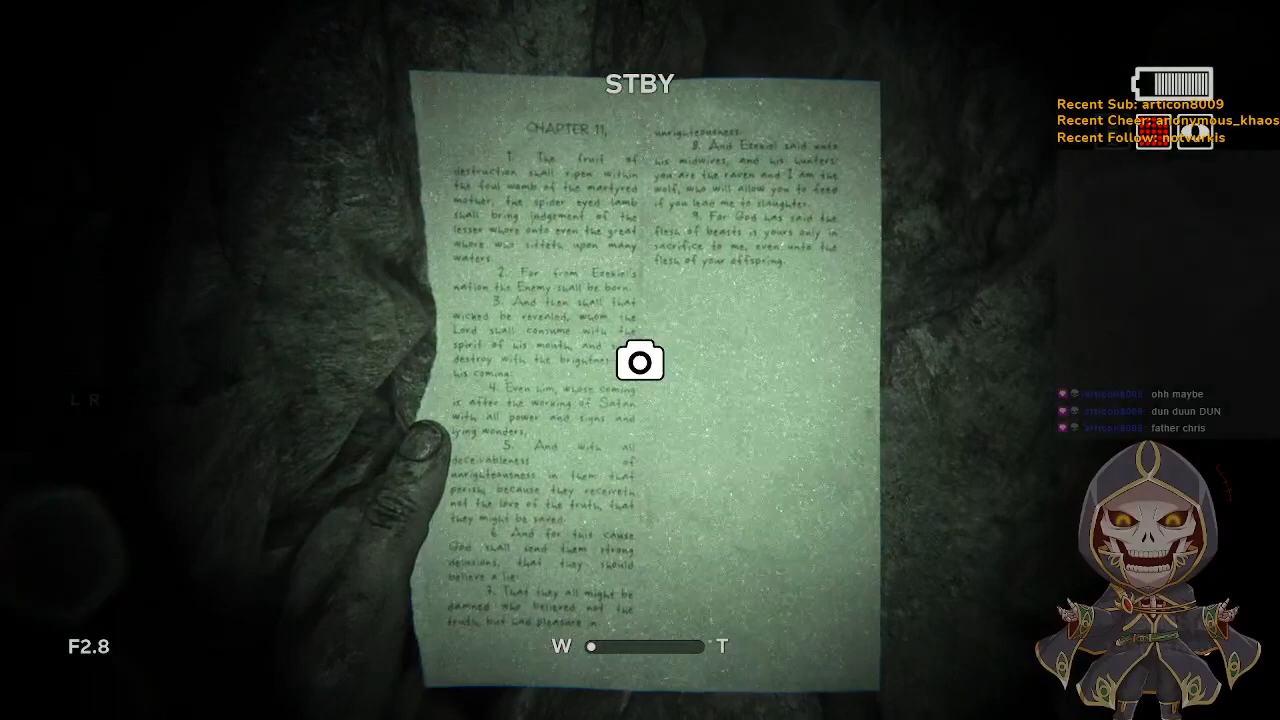 STBY
Recent Sub: articon8009
Recent Cheer: anonymous_khaos
Recent Follow: notvurkis
CHAPTER 11,
1. The fruit of
destruction shall ripen within
the foul womb of the martyred
mother, the spider eyed lamb
shall bring judgement of the
lesser whore onto even the great
whore who sitteth upon many
waters.
2. For from Ezekiel's
nation the Enemy shall be born.
3. And then shall that
wicked be revealed, whom the
Lord shall consume with the
spirit of his mouth, and
destroy with the brightness
his coming:
4. Even him, whose coming
is after the working of Satan
with all power and signs and
lying wonders,
5. And with all
deceivableness of
unrighteousness in them that
perish; because they receiveth
not the love of the truth, that
they might be saved.
6. And for this cause
God shall send them strong
delusions, that they should
believe a lie:
7. That they all might be
damned who believed not the
truth, but had pleasure in
unrighteousness.
8. And Ezekiel said unto
his midwives, and his hunters:
you are the raven and I am the
wolf, who will allow you to feed
if you lead me to slaughter.
9. For God has said the
flesh of beasts is yours only in
sacrifice to me, even unto the
flesh of your offspring.
L R
articon8009: ohh maybe
articon8009: dun duun DUN
articon8009: father chris
F2.8
W T